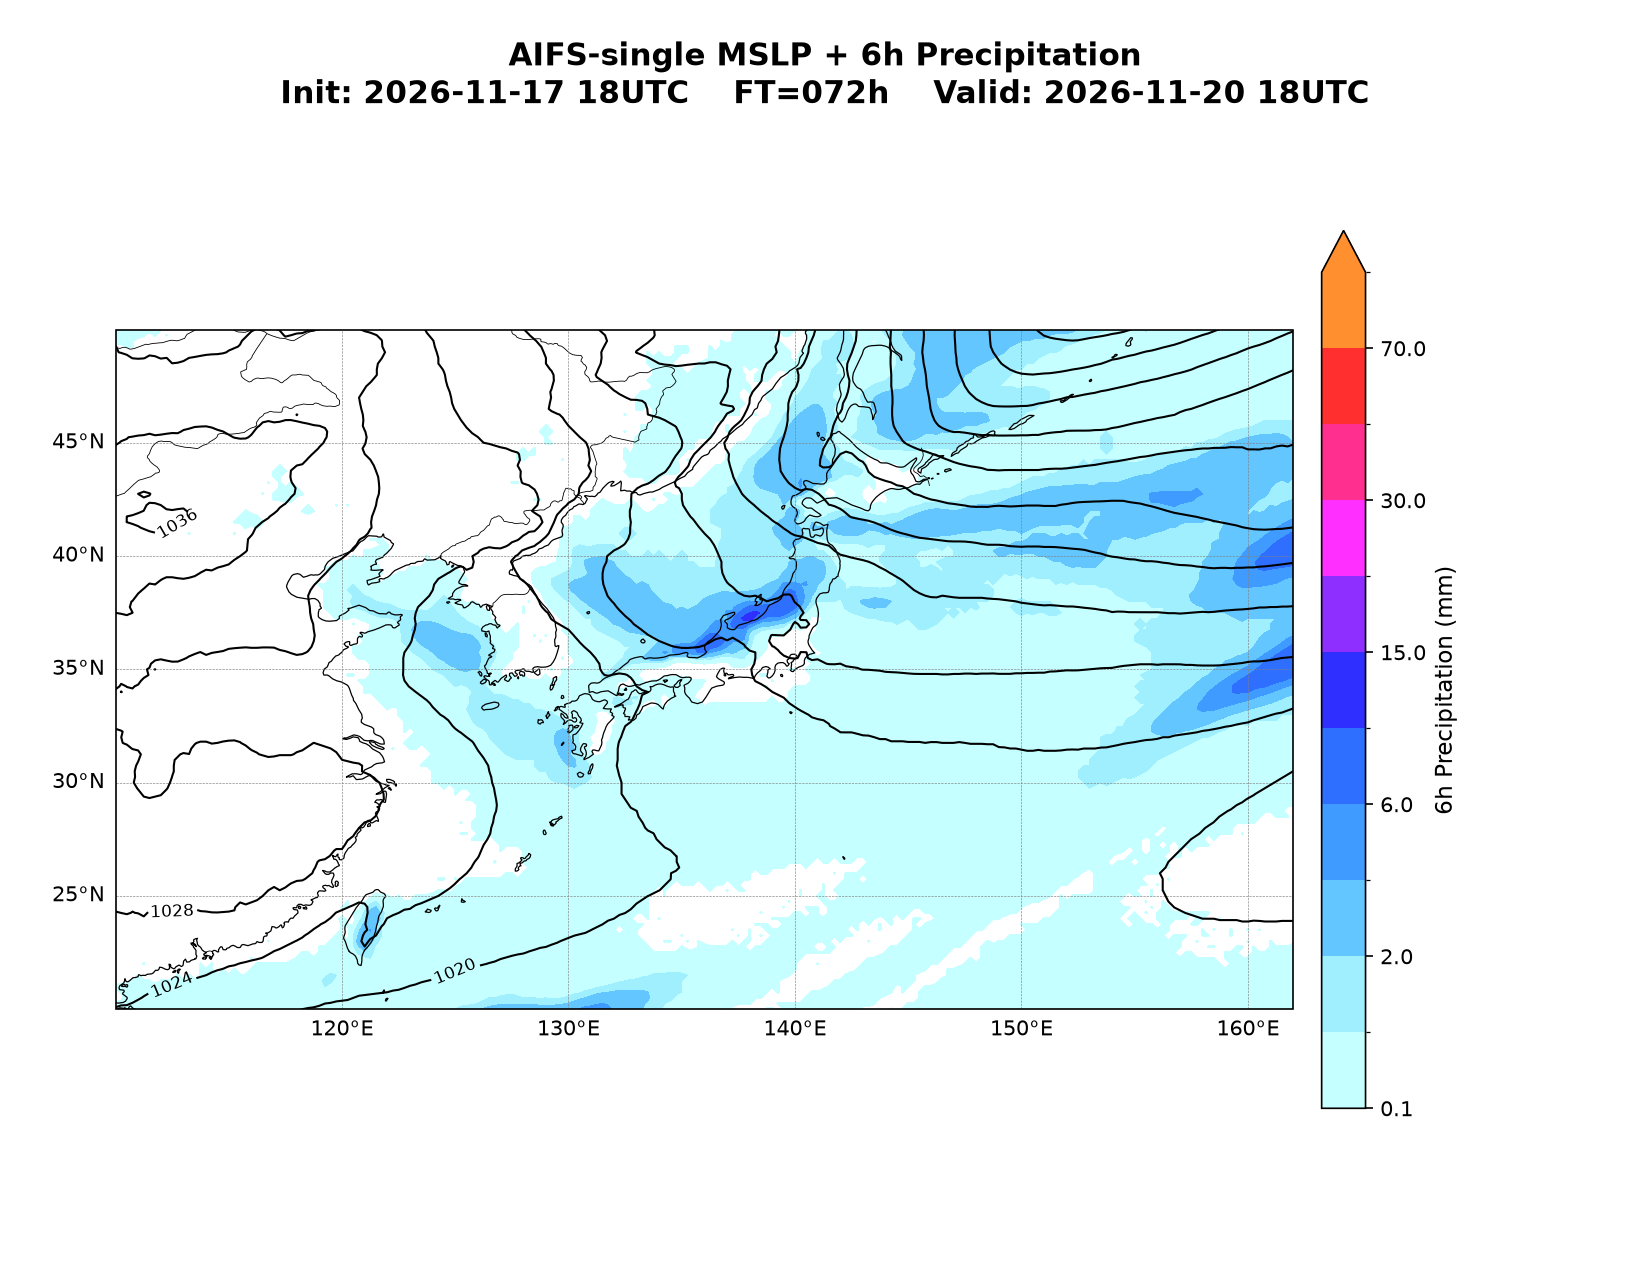 AIFS-single MSLP + 6h Precipitation
Init: 2026-11-17 18UTC    FT=072h    Valid: 2026-11-20 18UTC
45°N
40°N
35°N
30°N
25°N
120°E
130°E
140°E
150°E
160°E
1036
1028
1024
1020
70.0
30.0
15.0
6.0
2.0
0.1
6h Precipitation (mm)